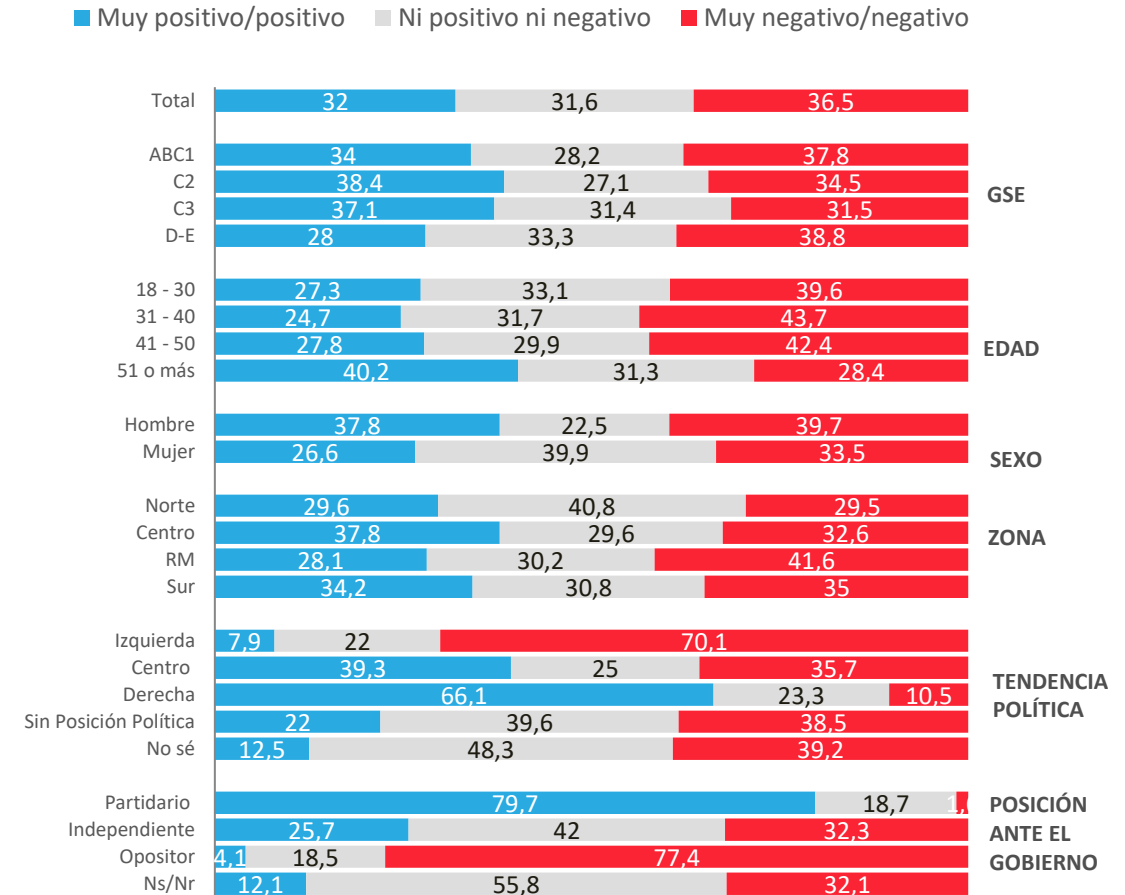 Muy positivo/positivo Ni positivo ni negativo Muy negativo/negativo
Total 32 31,6 36,5
ABC1 34 28,2 37,8
C2 38,4 27,1 34,5
C3 37,1 31,4 31,5
D-E 28 33,3 38,8
GSE
18 - 30 27,3 33,1 39,6
31 - 40 24,7 31,7 43,7
41 - 50 27,8 29,9 42,4
51 o más 40,2 31,3 28,4
EDAD
Hombre 37,8 22,5 39,7
Mujer 26,6 39,9 33,5
SEXO
Norte 29,6 40,8 29,5
Centro 37,8 29,6 32,6
RM 28,1 30,2 41,6
Sur 34,2 30,8 35
ZONA
Izquierda 7,9 22 70,1
Centro 39,3 25 35,7
Derecha 66,1 23,3 10,5
Sin Posición Política 22 39,6 38,5
No sé 12,5 48,3 39,2
TENDENCIA
POLÍTICA
Partidario 79,7 18,7
Independiente 25,7 42 32,3
Opositor 4,1 18,5 77,4
Ns/Nr 12,1 55,8 32,1
POSICIÓN
ANTE EL
GOBIERNO